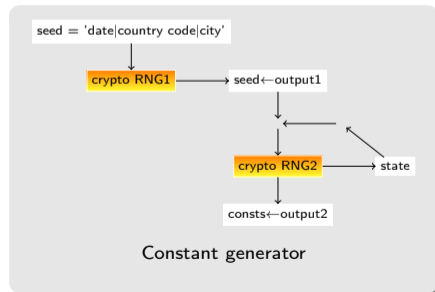 seed = 'date|country code|city'
crypto RNG1
seed←output1
crypto RNG2
state
consts←output2
Constant generator